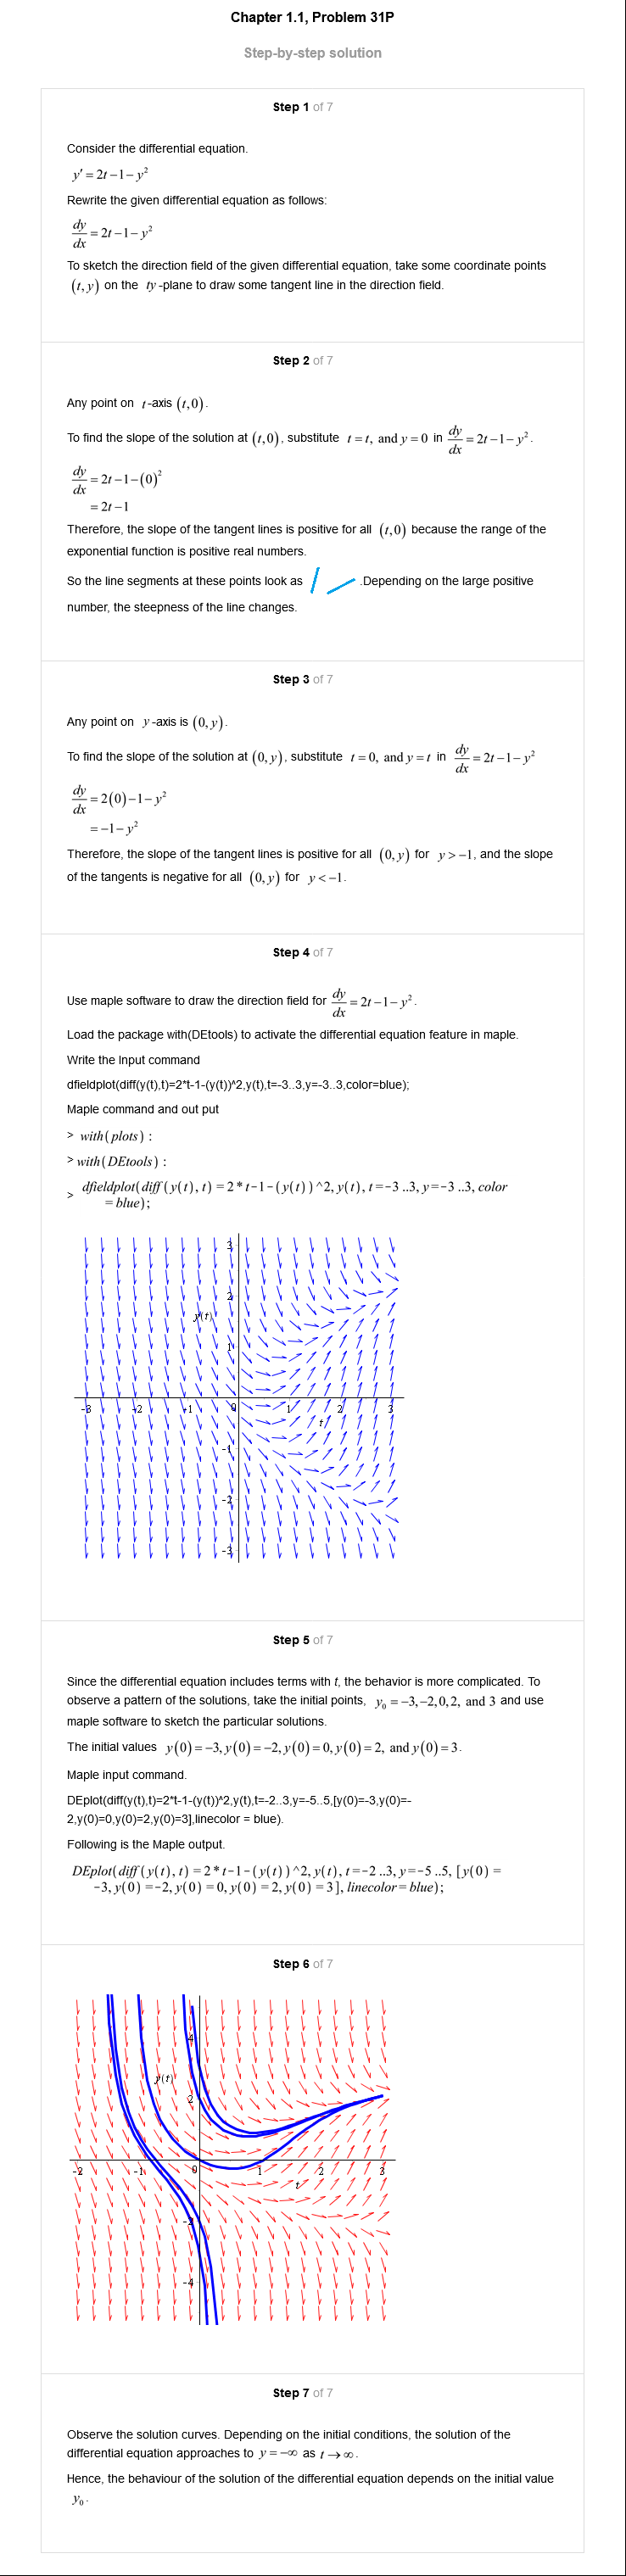 Chapter 1.1, Problem 31P
Step-by-step solution
Step 1 of 7
Consider the differential equation.
y′ = 2t − 1 − y²
Rewrite the given differential equation as follows:
dy/dx = 2t − 1 − y²
To sketch the direction field of the given differential equation, take some coordinate points
(t, y) on the ty-plane to draw some tangent line in the direction field.
Step 2 of 7
Any point on t-axis (t,0).
To find the slope of the solution at (t,0), substitute t = t, and y = 0 in dy/dx = 2t − 1 − y².
dy/dx = 2t − 1 − (0)²
= 2t − 1
Therefore, the slope of the tangent lines is positive for all (t,0) because the range of the
exponential function is positive real numbers.
So the line segments at these points look as .Depending on the large positive
number, the steepness of the line changes.
Step 3 of 7
Any point on y-axis is (0, y).
To find the slope of the solution at (0, y), substitute t = 0, and y = t in dy/dx = 2t − 1 − y²
dy/dx = 2(0) − 1 − y²
= −1 − y²
Therefore, the slope of the tangent lines is positive for all (0, y) for y > −1, and the slope
of the tangents is negative for all (0, y) for y < −1.
Step 4 of 7
Use maple software to draw the direction field for dy/dx = 2t − 1 − y².
Load the package with(DEtools) to activate the differential equation feature in maple.
Write the Input command
dfieldplot(diff(y(t),t)=2*t-1-(y(t))^2,y(t),t=-3..3,y=-3..3,color=blue);
Maple command and out put
> with(plots) :
> with(DEtools) :
> dfieldplot(diff(y(t), t) = 2 * t−1−(y(t))^2, y(t), t=−3 ..3, y=−3 ..3, color
= blue);
3
2
y(t)
1
-3 -2 -1 0 1 2 3
t
-1
-2
-3
Step 5 of 7
Since the differential equation includes terms with t, the behavior is more complicated. To
observe a pattern of the solutions, take the initial points, y₀ = −3,−2,0,2, and 3 and use
maple software to sketch the particular solutions.
The initial values y(0) = −3, y(0) = −2, y(0) = 0, y(0) = 2, and y(0) = 3.
Maple input command.
DEplot(diff(y(t),t)=2*t-1-(y(t))^2,y(t),t=-2..3,y=-5..5,[y(0)=-3,y(0)=-
2,y(0)=0,y(0)=2,y(0)=3],linecolor = blue).
Following is the Maple output.
DEplot(diff(y(t), t) = 2 * t−1−(y(t))^2, y(t), t=−2 ..3, y=−5 ..5, [y(0) =
−3, y(0) =−2, y(0) = 0, y(0) = 2, y(0) = 3], linecolor = blue);
Step 6 of 7
4
y(t)
2
-2 -1 0 1 2 3
t
-2
-4
Step 7 of 7
Observe the solution curves. Depending on the initial conditions, the solution of the
differential equation approaches to y = −∞ as t → ∞.
Hence, the behaviour of the solution of the differential equation depends on the initial value
y₀.